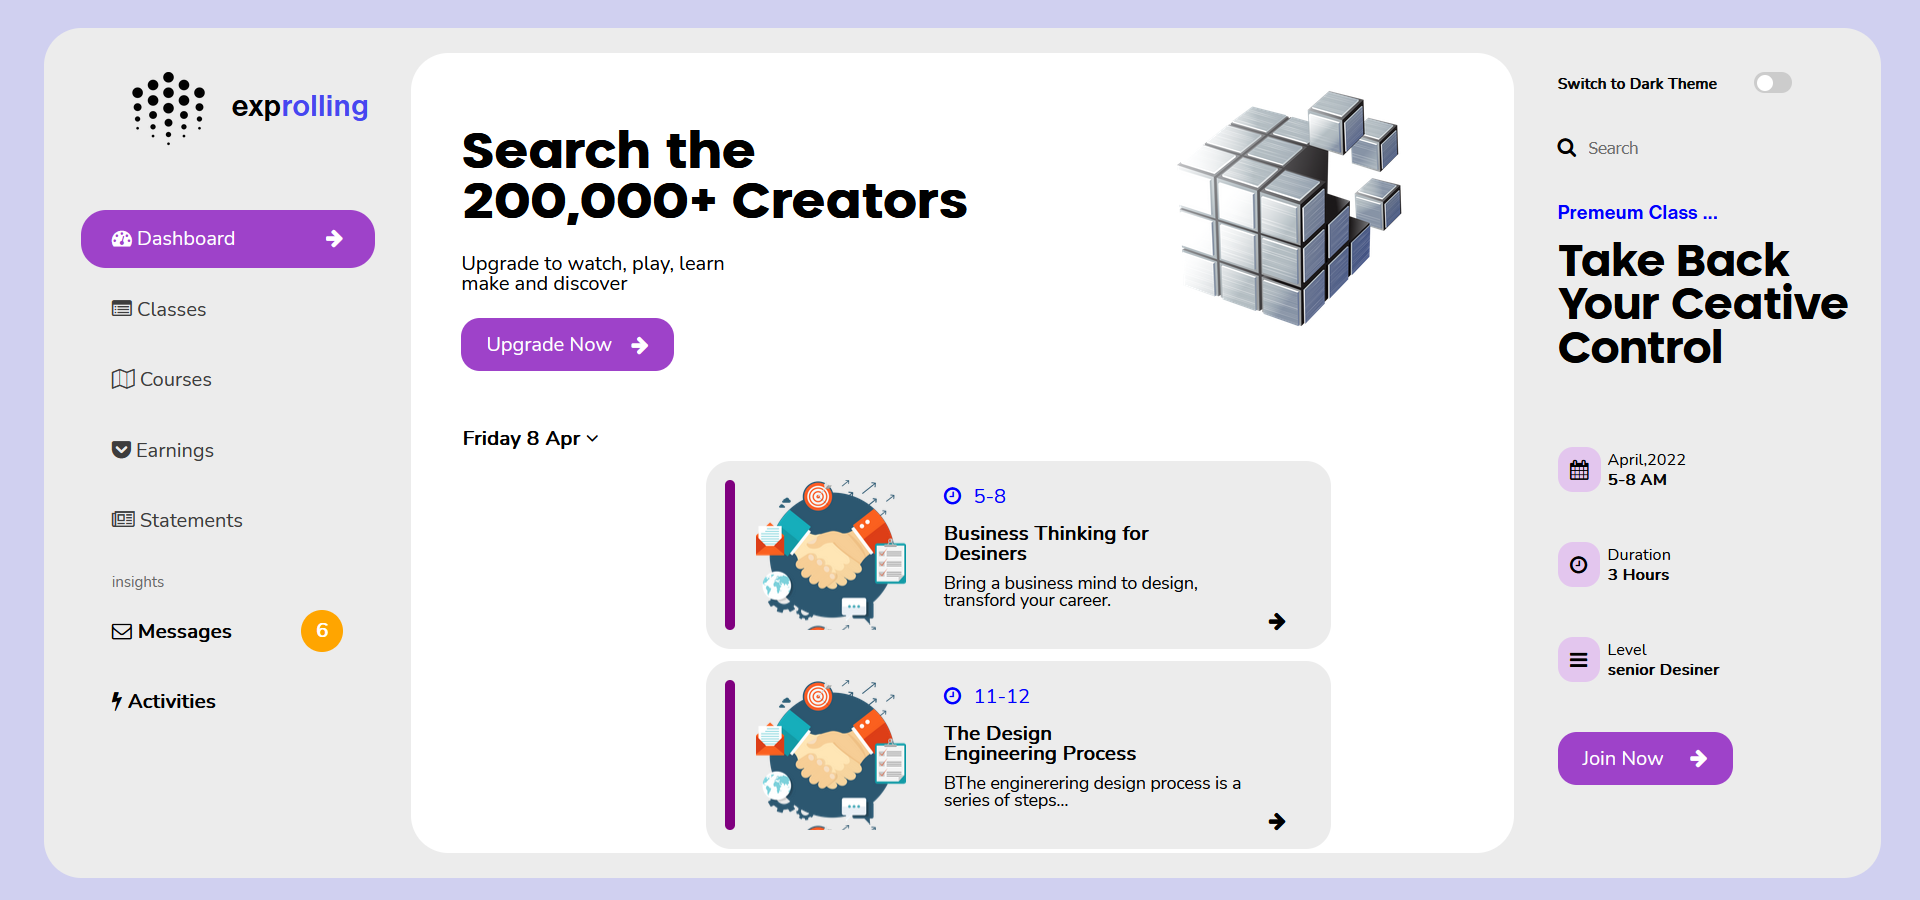 exprolling
Dashboard
Classes
Courses
Earnings
Statements
insights
Messages
6
Activities
Search the
200,000+ Creators
Upgrade to watch, play, learn
make and discover
Upgrade Now
Friday 8 Apr
5-8
Business Thinking for
Desiners
Bring a business mind to design,
transford your career.
11-12
The Design
Engineering Process
BThe enginerering design process is a
series of steps...
Switch to Dark Theme
Search
Premeum Class ...
Take Back
Your Ceative
Control
April,2022
5-8 AM
Duration
3 Hours
Level
senior Desiner
Join Now